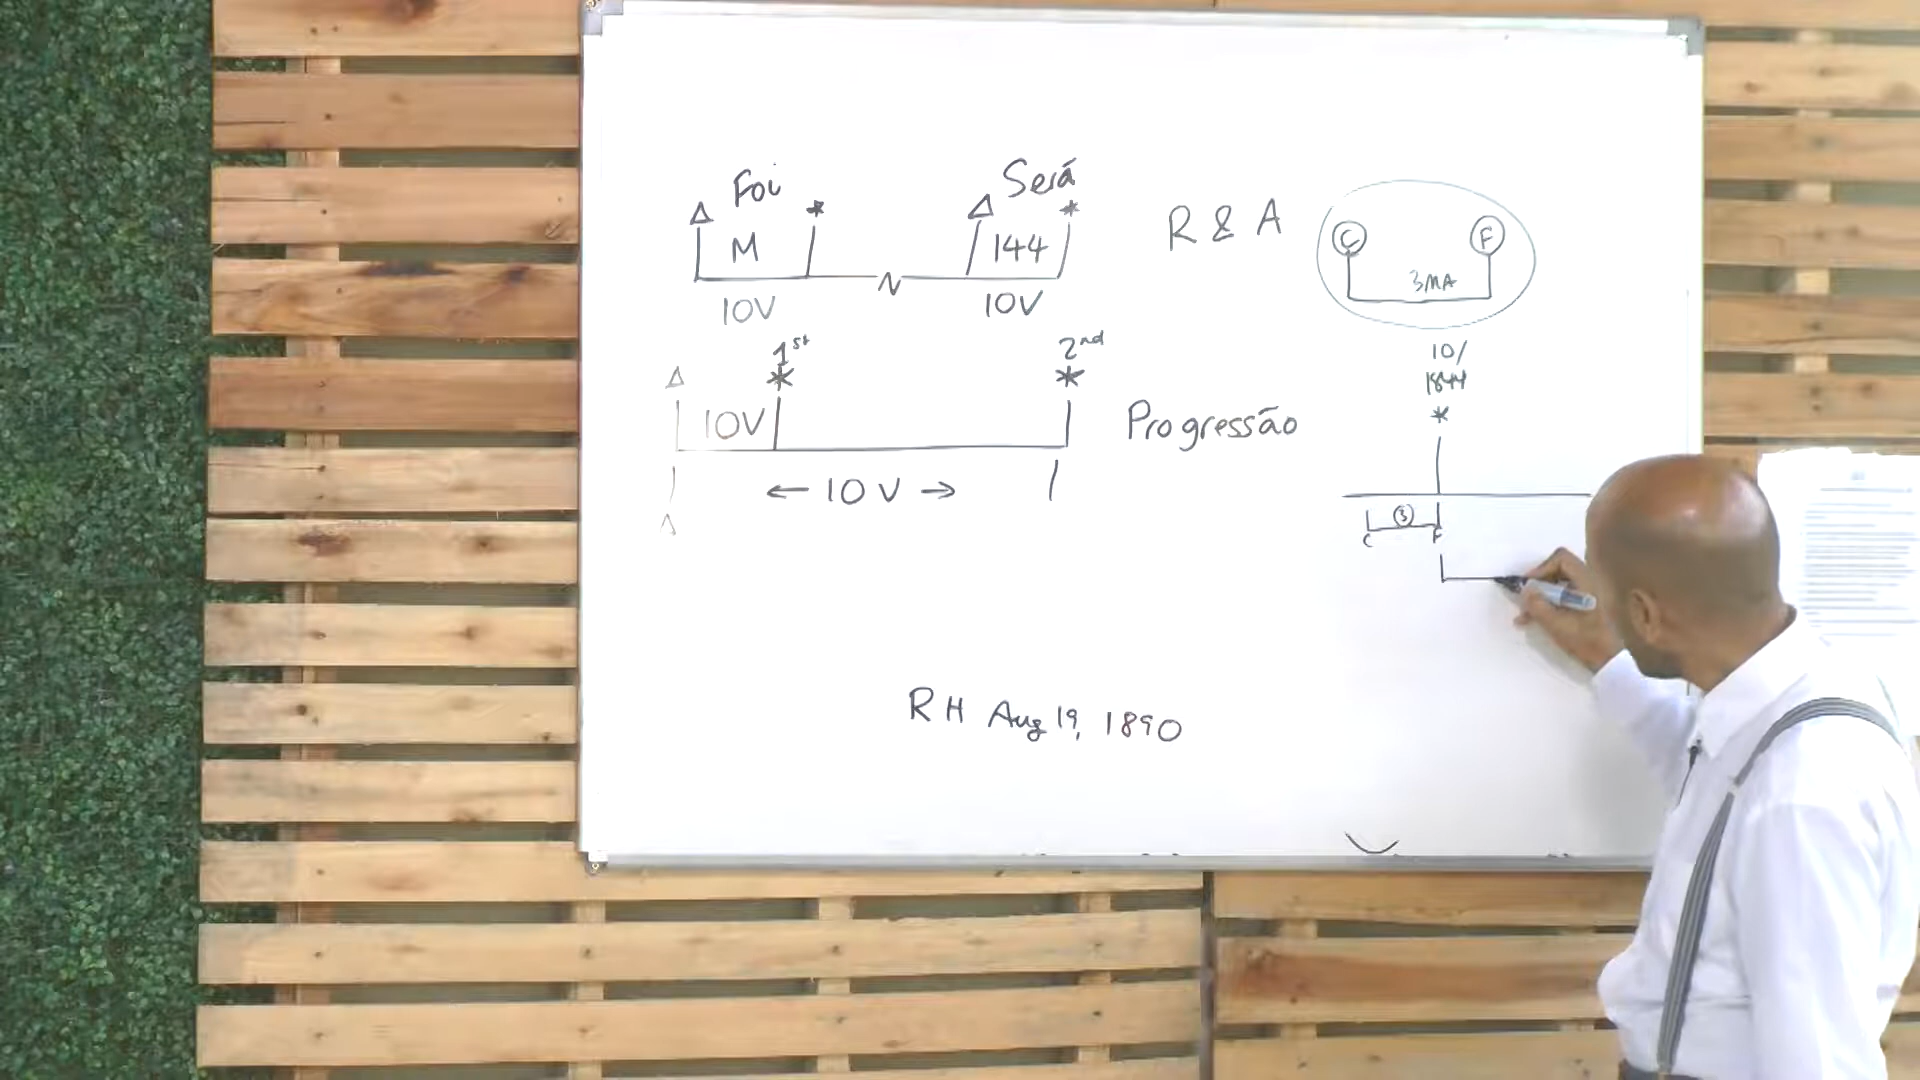 Foi
Será
M
144
10V
10V
R & A
C
F
3MA
1st
2nd
10V
← 10 V →
Progressão
10/
1844
3
C
F
RH Aug 19, 1890